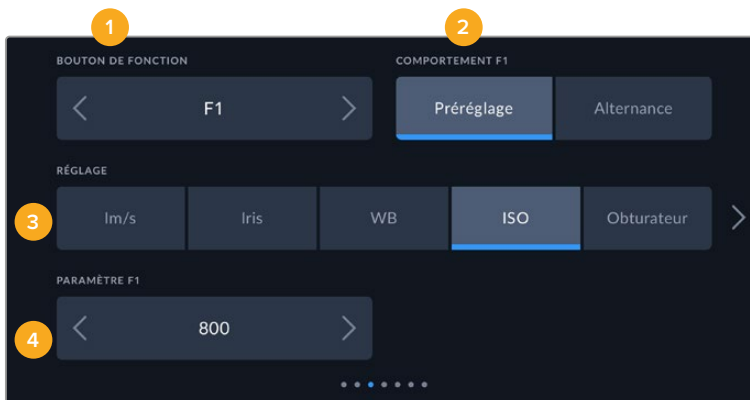 1 2
BOUTON DE FONCTION COMPORTEMENT F1
F1 Préréglage Alternance
RÉGLAGE
3 Im/s Iris WB ISO Obturateur
PARAMÈTRE F1
4 800